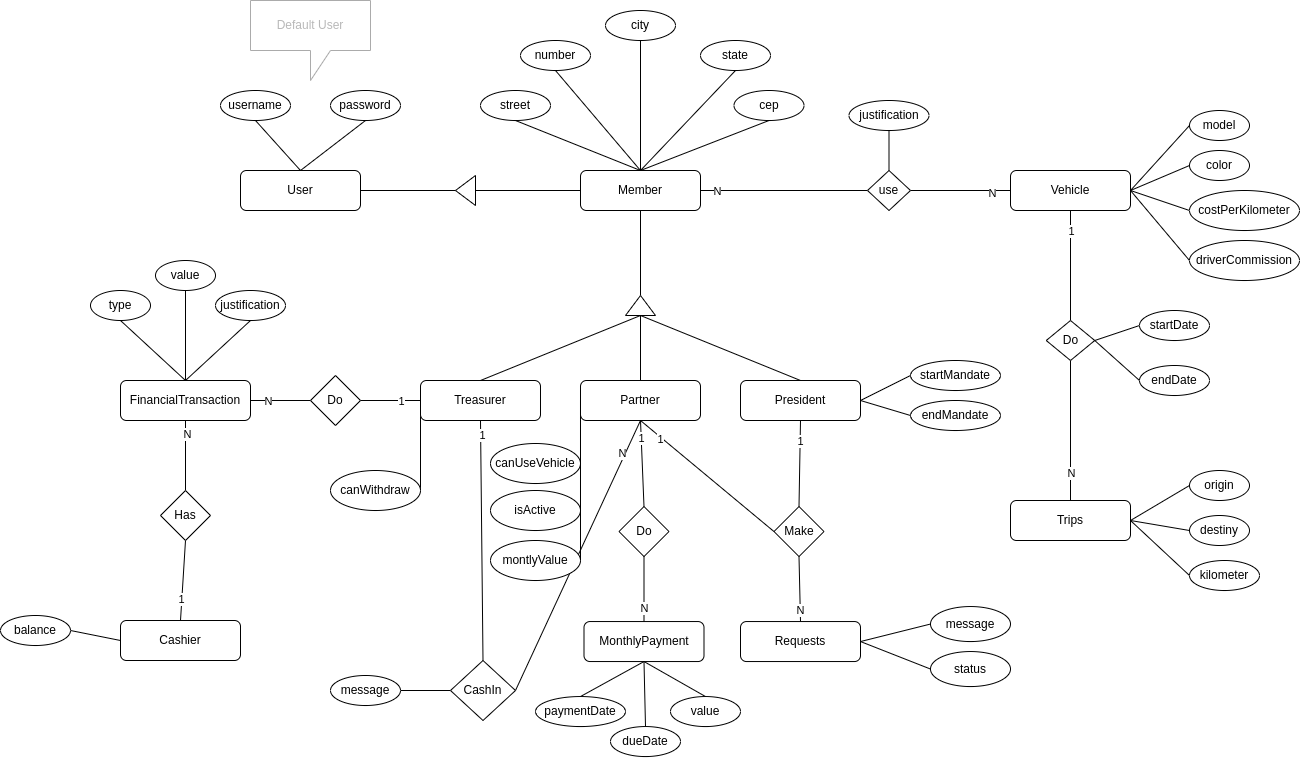 Default User
city
number
state
username
password
street
cep
justification
model
color
User
Member
N
use
N
Vehicle
costPerKilometer
1
driverCommission
value
type
justification
startDate
Do
endDate
startMandate
FinancialTransaction
N
Do
1
Treasurer
Partner
President
endMandate
N
1
1
1
1
N
canUseVehicle
N
canWithdraw
origin
isActive
Has
Do
Make
Trips
destiny
montlyValue
kilometer
1
N
N
balance
Cashier
MonthlyPayment
Requests
message
status
message
CashIn
paymentDate
value
dueDate